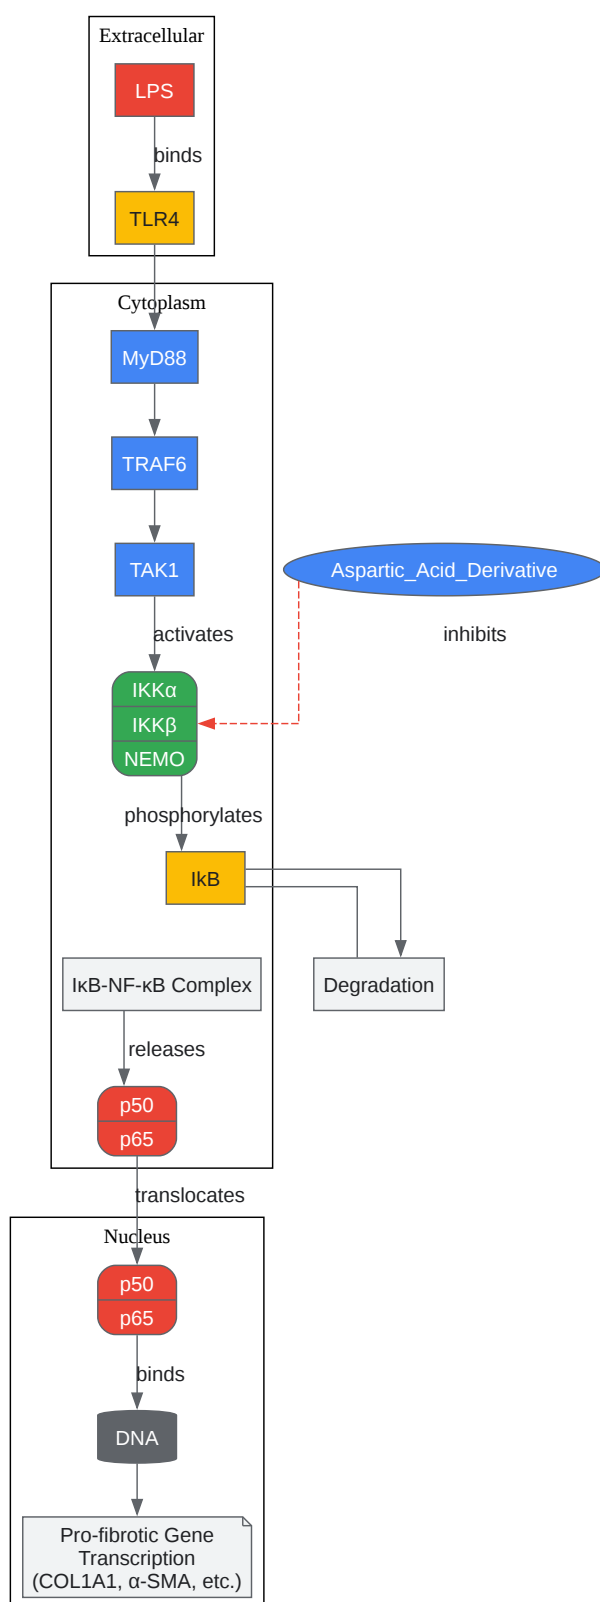 Extracellular
LPS
binds
TLR4
Cytoplasm
MyD88
TRAF6
TAK1
Aspartic_Acid_Derivative
activates
inhibits
IKKα
IKKβ
NEMO
phosphorylates
IkB
IκB-NF-κB Complex
Degradation
releases
p50
p65
translocates
Nucleus
p50
p65
binds
DNA
Pro-fibrotic Gene
Transcription
(COL1A1, α-SMA, etc.)